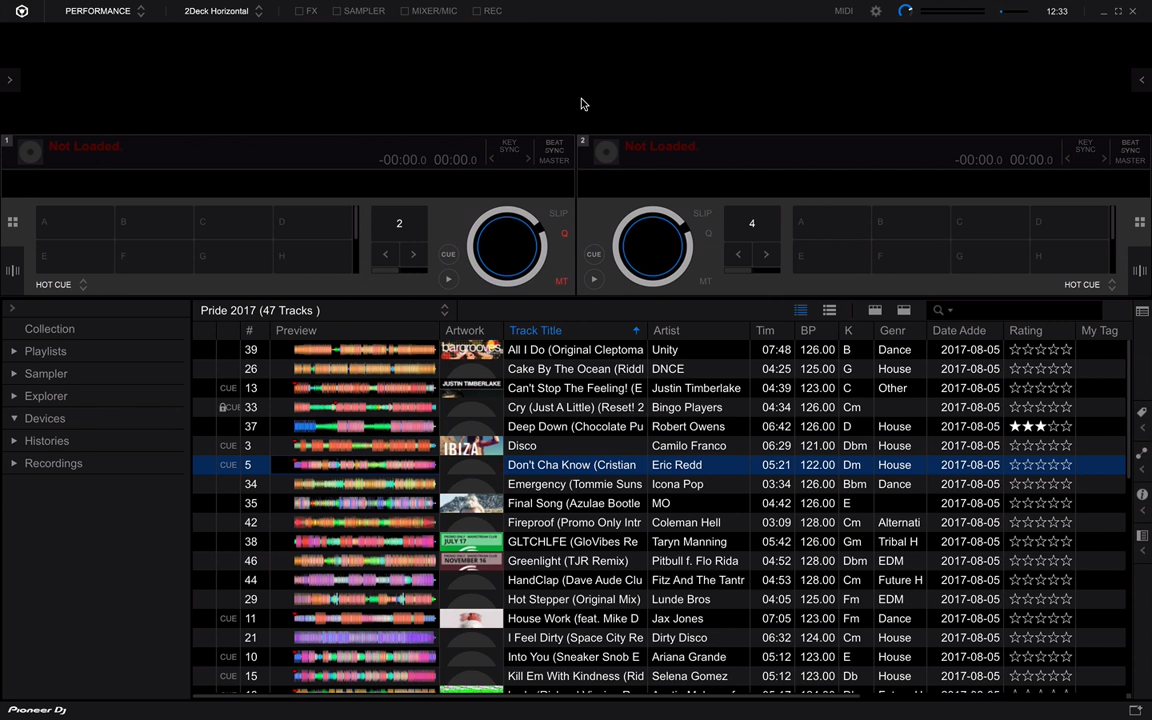 PERFORMANCE 2Deck Horizontal FX SAMPLER MIXER/MIC REC MIDI 12:33
1 Not Loaded. -00:00.0 00:00.0 KEY SYNC BEAT SYNC MASTER
2 Not Loaded. -00:00.0 00:00.0 KEY SYNC BEAT SYNC MASTER
A B C D 2 SLIP Q
E F G H CUE MT
HOT CUE
SLIP Q 4 A B C D
CUE MT E F G H
HOT CUE
Pride 2017 (47 Tracks )
Collection
Playlists
Sampler
Explorer
Devices
Histories
Recordings
# Preview Artwork Track Title Artist Tim BP K Genr Date Adde Rating My Tag
39 bargrooves All I Do (Original Cleptoma Unity 07:48 126.00 B Dance 2017-08-05
26 Cake By The Ocean (Riddl DNCE 04:25 125.00 G House 2017-08-05
CUE 13 JUSTIN TIMBERLAKE Can't Stop The Feeling! (E Justin Timberlake 04:39 123.00 C Other 2017-08-05
CUE 33 Cry (Just A Little) (Reset! 2 Bingo Players 04:34 126.00 Cm 2017-08-05
37 Deep Down (Chocolate Pu Robert Owens 06:42 126.00 D House 2017-08-05
CUE 3 IBIZA Disco Camilo Franco 06:29 121.00 Dbm House 2017-08-05
CUE 5 Don't Cha Know (Cristian Eric Redd 05:21 122.00 Dm House 2017-08-05
34 Emergency (Tommie Suns Icona Pop 03:34 126.00 Bbm Dance 2017-08-05
35 Final Song (Azulae Bootle MO 04:42 126.00 E 2017-08-05
42 Fireproof (Promo Only Intr Coleman Hell 03:09 128.00 Cm Alternati 2017-08-05
38 JULY 17 GLTCHLFE (GloVibes Re Taryn Manning 05:42 126.00 Gm Tribal H 2017-08-05
46 NOVEMBER 16 Greenlight (TJR Remix) Pitbull f. Flo Rida 04:52 128.00 Dbm EDM 2017-08-05
44 HandClap (Dave Aude Clu Fitz And The Tantr 04:53 128.00 Cm Future H 2017-08-05
29 Hot Stepper (Original Mix) Lunde Bros 04:05 125.00 Fm EDM 2017-08-05
CUE 11 House Work (feat. Mike D Jax Jones 07:05 123.00 Fm Dance 2017-08-05
21 I Feel Dirty (Space City Re Dirty Disco 06:32 124.00 Cm House 2017-08-05
CUE 10 Into You (Sneaker Snob E Ariana Grande 05:12 123.00 E House 2017-08-05
CUE 15 Kill Em With Kindness (Rid Selena Gomez 05:12 123.00 Db House 2017-08-05
Pioneer Dj